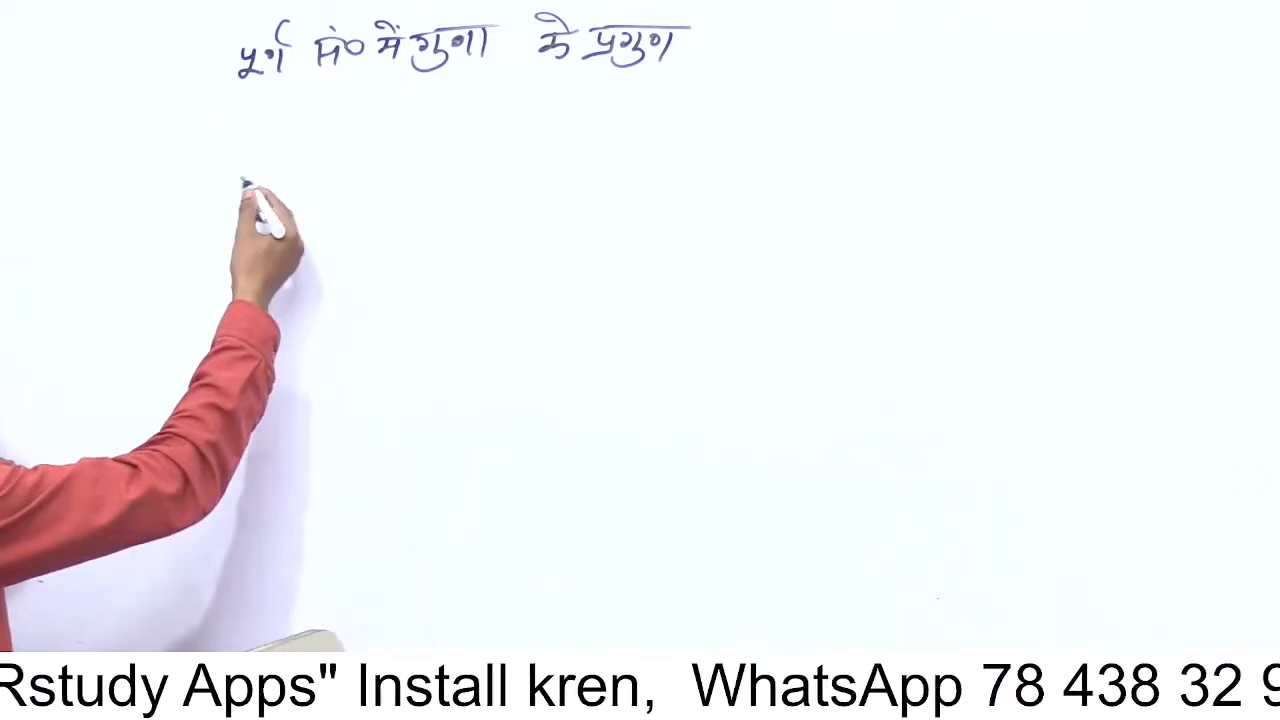 पूर्ण सं० में गुणा के प्रगुण
Rstudy Apps" Install kren, WhatsApp 78 438 32 9